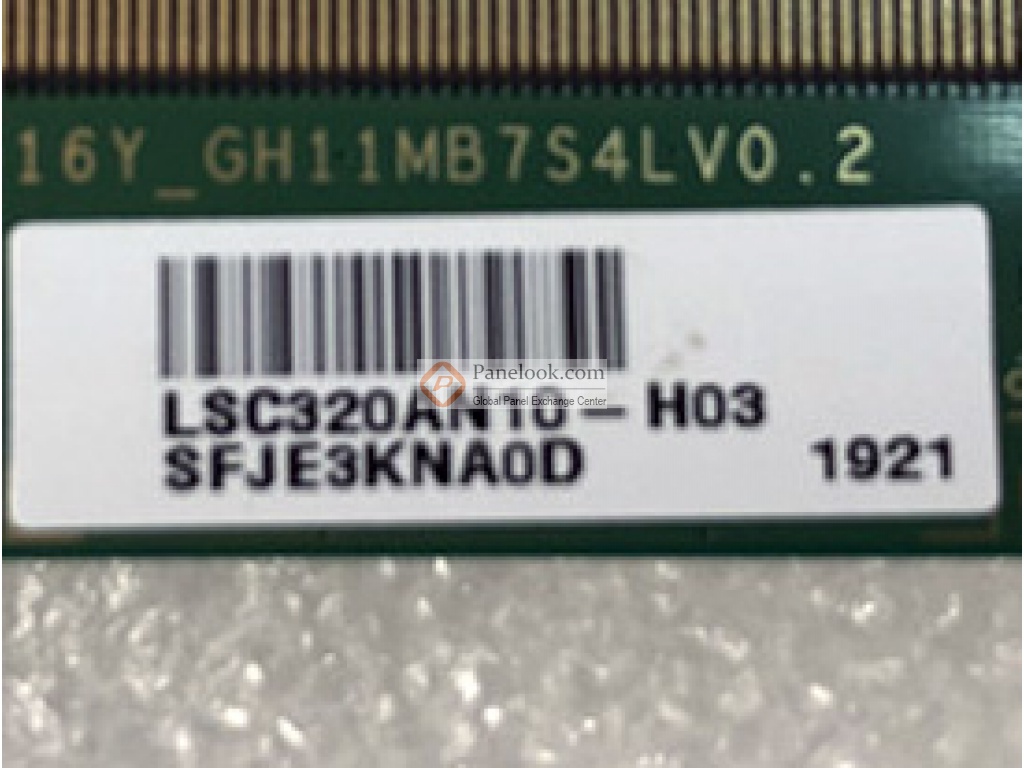 16Y_GH11MB7S4LV0.2
Panelook.com
Global Panel Exchange Center
LSC320AN10-H03
SFJE3KNA0D 1921